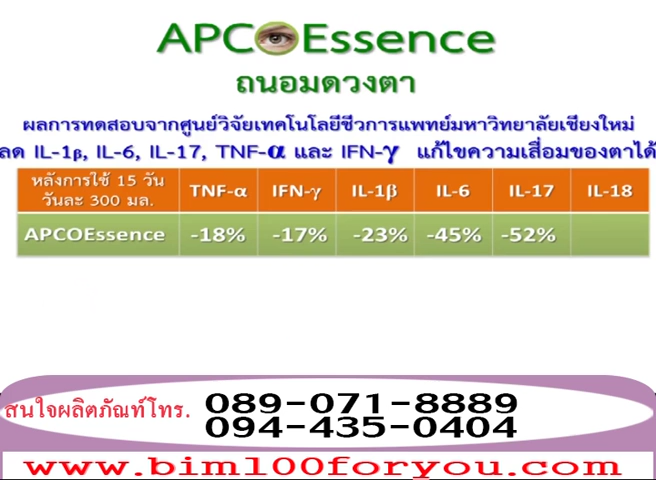 APCOEssence
ถนอมดวงตา
ผลการทดสอบจากศูนย์วิจัยเทคโนโลยีชีวการแพทย์มหาวิทยาลัยเชียงใหม่
ลด IL-1β, IL-6, IL-17, TNF-α และ IFN-γ แก้ไขความเสื่อมของตาได้
หลังการใช้ 15 วัน วันละ 300 มล. TNF-α IFN-γ IL-1β IL-6 IL-17 IL-18
APCOEssence -18% -17% -23% -45% -52%
สนใจผลิตภัณฑ์โทร. 089-071-8889
094-435-0404
www.bim100foryou.com